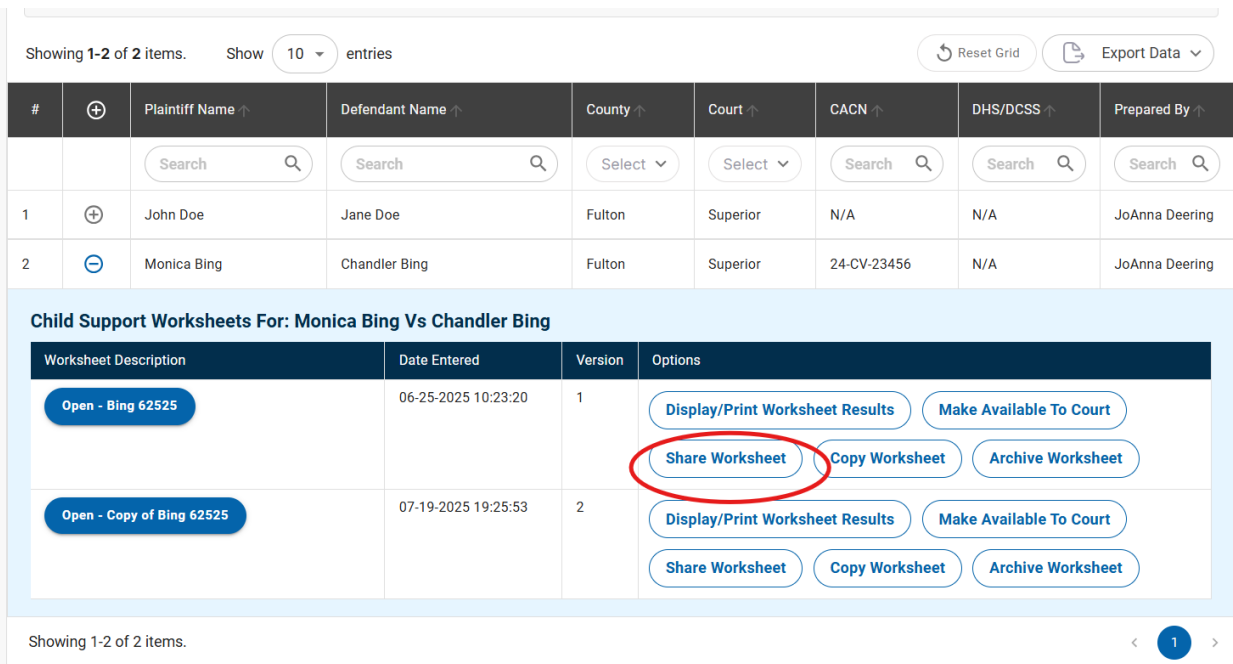 Showing 1-2 of 2 items. Show 10 entries Reset Grid Export Data
# Plaintiff Name Defendant Name County Court CACN DHS/DCSS Prepared By
Search Search Select Select Search Search Search
1 John Doe Jane Doe Fulton Superior N/A N/A JoAnna Deering
2 Monica Bing Chandler Bing Fulton Superior 24-CV-23456 N/A JoAnna Deering
Child Support Worksheets For: Monica Bing Vs Chandler Bing
Worksheet Description Date Entered Version Options
Open - Bing 62525 06-25-2025 10:23:20 1 Display/Print Worksheet Results Make Available To Court
Share Worksheet Copy Worksheet Archive Worksheet
Open - Copy of Bing 62525 07-19-2025 19:25:53 2 Display/Print Worksheet Results Make Available To Court
Share Worksheet Copy Worksheet Archive Worksheet
Showing 1-2 of 2 items. 1